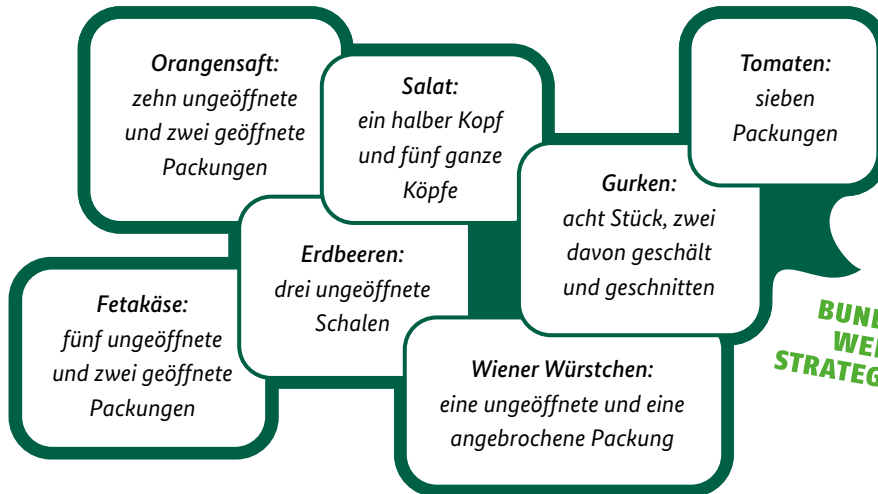 Orangensaft:
zehn ungeöffnete
und zwei geöffnete
Packungen
Salat:
ein halber Kopf
und fünf ganze
Köpfe
Tomaten:
sieben
Packungen
Gurken:
acht Stück, zwei
davon geschält
und geschnitten
Erdbeeren:
drei ungeöffnete
Schalen
Fetakäse:
fünf ungeöffnete
und zwei geöffnete
Packungen
Wiener Würstchen:
eine ungeöffnete und eine
angebrochene Packung